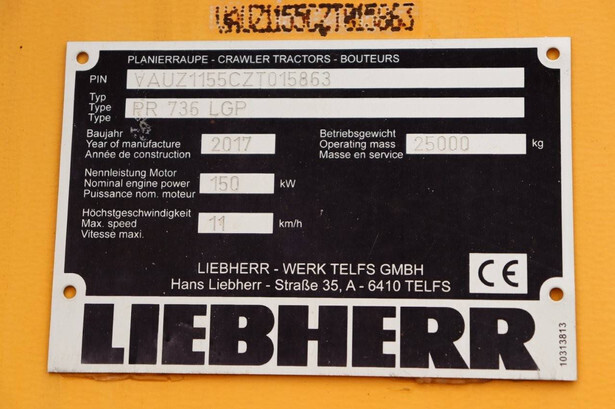 VAUZ1155CZT015863
PLANIERRAUPE - CRAWLER TRACTORS - BOUTEURS
PIN VAUZ1155CZT015863
Typ
Type PR 736 LGP
Type
Baujahr
Year of manufacture 2017
Année de construction
Betriebsgewicht
Operating mass 25000 kg
Masse en service
Nennleistung Motor
Nominal engine power 150 kW
Puissance nom. moteur
Höchstgeschwindigkeit
Max. speed 11 km/h
Vitesse maxi.
LIEBHERR - WERK TELFS GMBH
Hans Liebherr - Straße 35, A - 6410 TELFS
CE
LIEBHERR
10313813